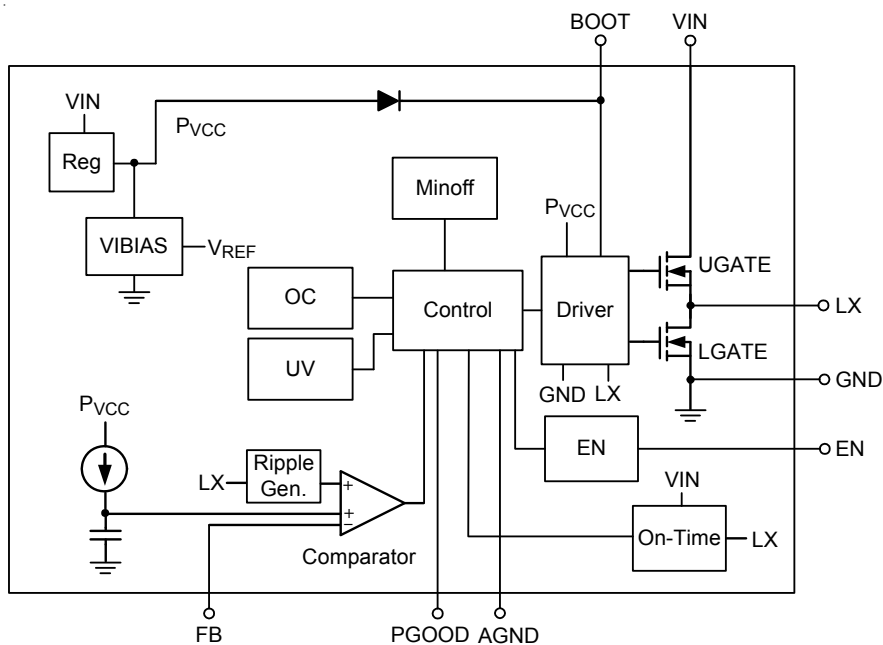 BOOT VIN
VIN
PVCC
Reg
Minoff
PVCC
VIBIAS
VREF
UGATE
OC
Control
Driver
LX
UV
LGATE
GND LX
GND
PVCC
EN
EN
LX
Ripple
Gen.
+
+
−
VIN
On-Time
LX
Comparator
FB
PGOOD AGND